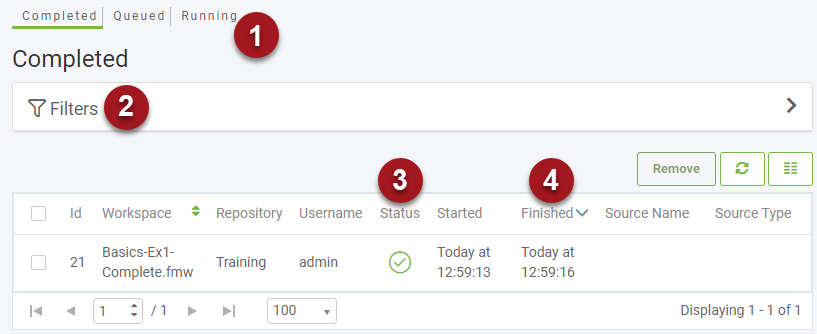 Completed Queued Running
1
Completed
Filters 2
Remove
3 4
Id Workspace Repository Username Status Started Finished Source Name Source Type
21 Basics-Ex1-Complete.fmw Training admin Today at 12:59:13 Today at 12:59:16
1 / 1 100 Displaying 1 - 1 of 1